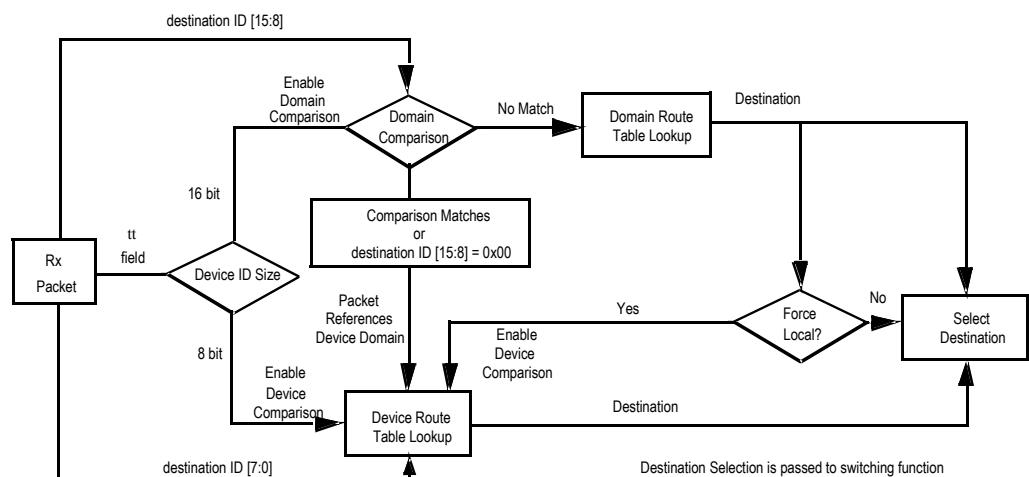 destination ID [15:8]
Enable
Domain
Comparison
Domain
Comparison
No Match
Domain Route
Table Lookup
Destination
16 bit
Comparison Matches
or
destination ID [15:8] = 0x00
tt
field
Rx
Packet
Device ID Size
Packet
References
Device Domain
Yes
Enable
Device
Comparison
Force
Local?
No
Select
Destination
8 bit
Enable
Device
Comparison
Device Route
Table Lookup
Destination
destination ID [7:0]
Destination Selection is passed to switching function